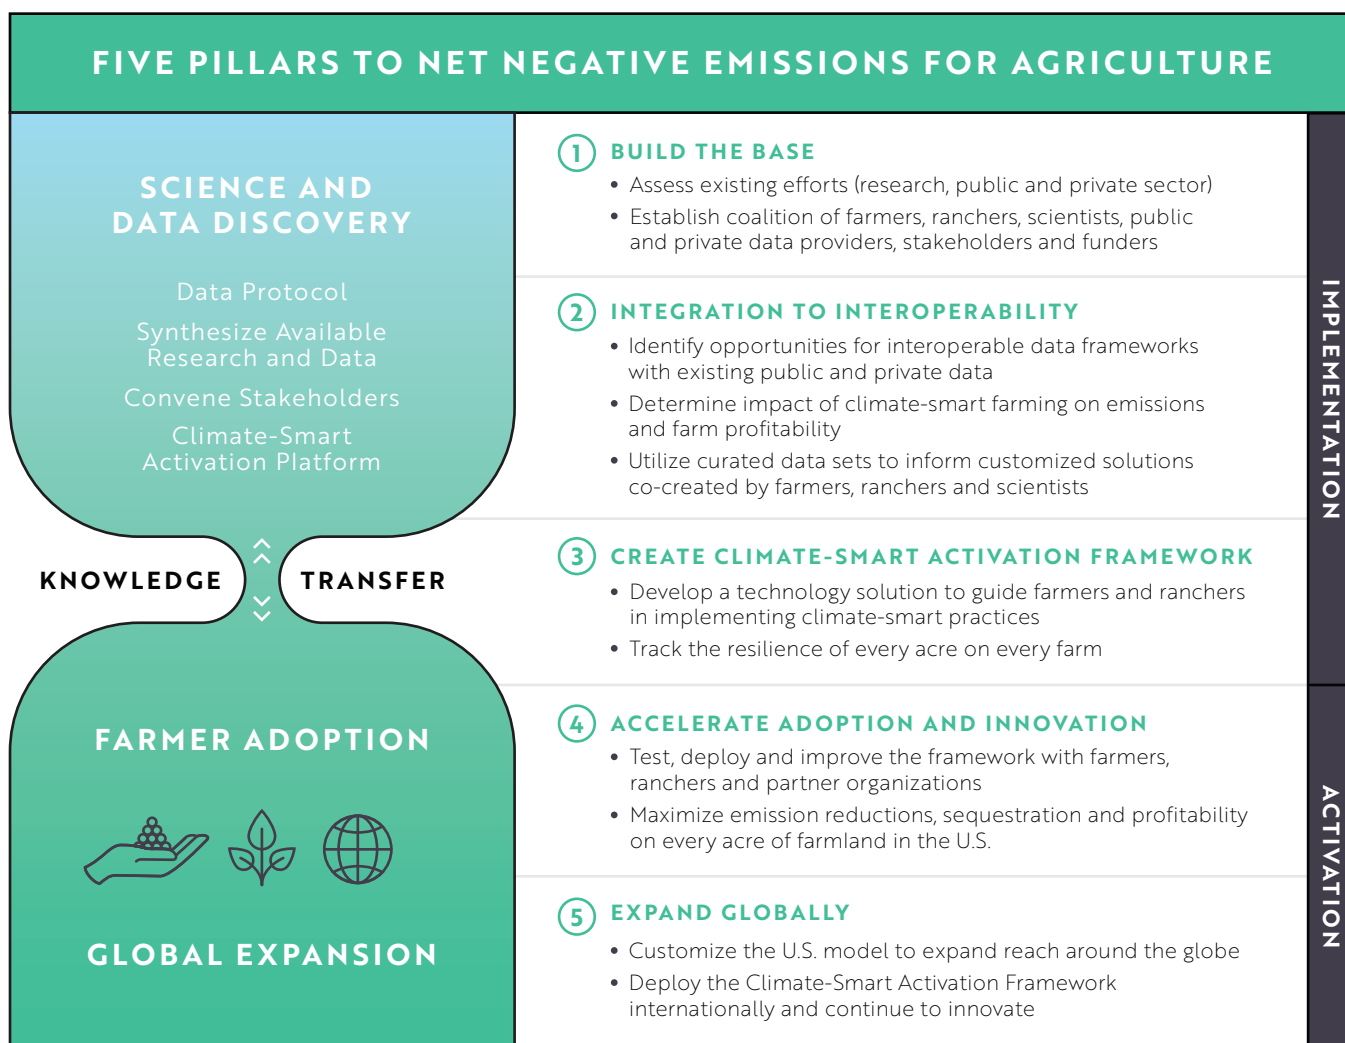 FIVE PILLARS TO NET NEGATIVE EMISSIONS FOR AGRICULTURE
SCIENCE AND
DATA DISCOVERY
Data Protocol
Synthesize Available
Research and Data
Convene Stakeholders
Climate-Smart
Activation Platform
KNOWLEDGE TRANSFER
FARMER ADOPTION
GLOBAL EXPANSION
1 BUILD THE BASE
• Assess existing efforts (research, public and private sector)
• Establish coalition of farmers, ranchers, scientists, public
and private data providers, stakeholders and funders
2 INTEGRATION TO INTEROPERABILITY
• Identify opportunities for interoperable data frameworks
with existing public and private data
• Determine impact of climate-smart farming on emissions
and farm profitability
• Utilize curated data sets to inform customized solutions
co-created by farmers, ranchers and scientists
3 CREATE CLIMATE-SMART ACTIVATION FRAMEWORK
• Develop a technology solution to guide farmers and ranchers
in implementing climate-smart practices
• Track the resilience of every acre on every farm
4 ACCELERATE ADOPTION AND INNOVATION
• Test, deploy and improve the framework with farmers,
ranchers and partner organizations
• Maximize emission reductions, sequestration and profitability
on every acre of farmland in the U.S.
5 EXPAND GLOBALLY
• Customize the U.S. model to expand reach around the globe
• Deploy the Climate-Smart Activation Framework
internationally and continue to innovate
IMPLEMENTATION
ACTIVATION